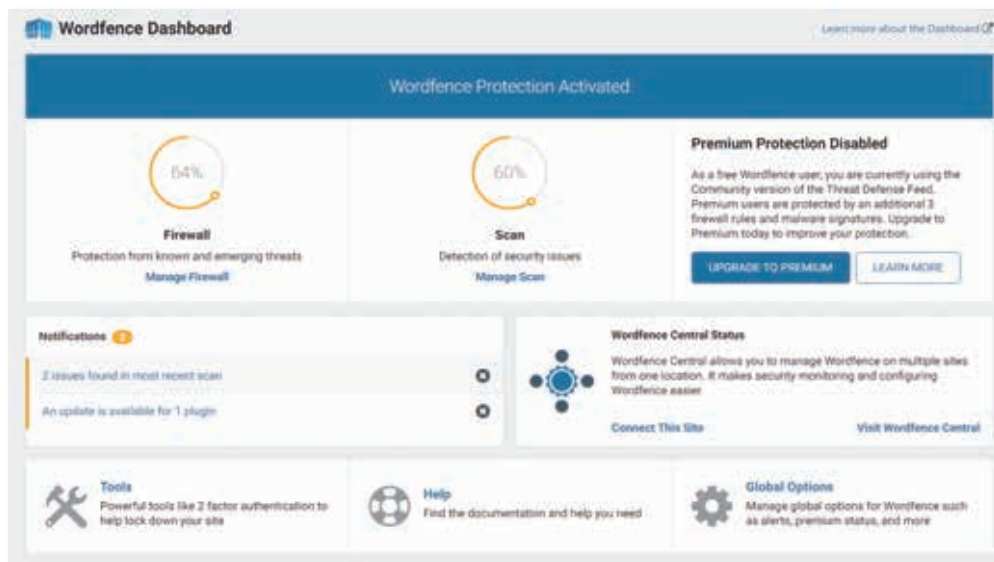 Wordfence Dashboard
Learn more about the Dashboard
Wordfence Protection Activated
64%
Firewall
Protection from known and emerging threats
Manage Firewall
60%
Scan
Detection of security issues
Manage Scan
Premium Protection Disabled
As a free Wordfence user, you are currently using the
Community version of the Threat Defense Feed.
Premium users are protected by an additional 3
firewall rules and malware signatures. Upgrade to
Premium today to improve your protection.
UPGRADE TO PREMIUM
LEARN MORE
Notifications 2
2 issues found in most recent scan
An update is available for 1 plugin
Wordfence Central Status
Wordfence Central allows you to manage Wordfence on multiple sites
from one location. It makes security monitoring and configuring
Wordfence easier.
Connect This Site
Visit Wordfence Central
Tools
Powerful tools like 2 factor authentication to
help lock down your site
Help
Find the documentation and help you need
Global Options
Manage global options for Wordfence such
as alerts, premium status, and more